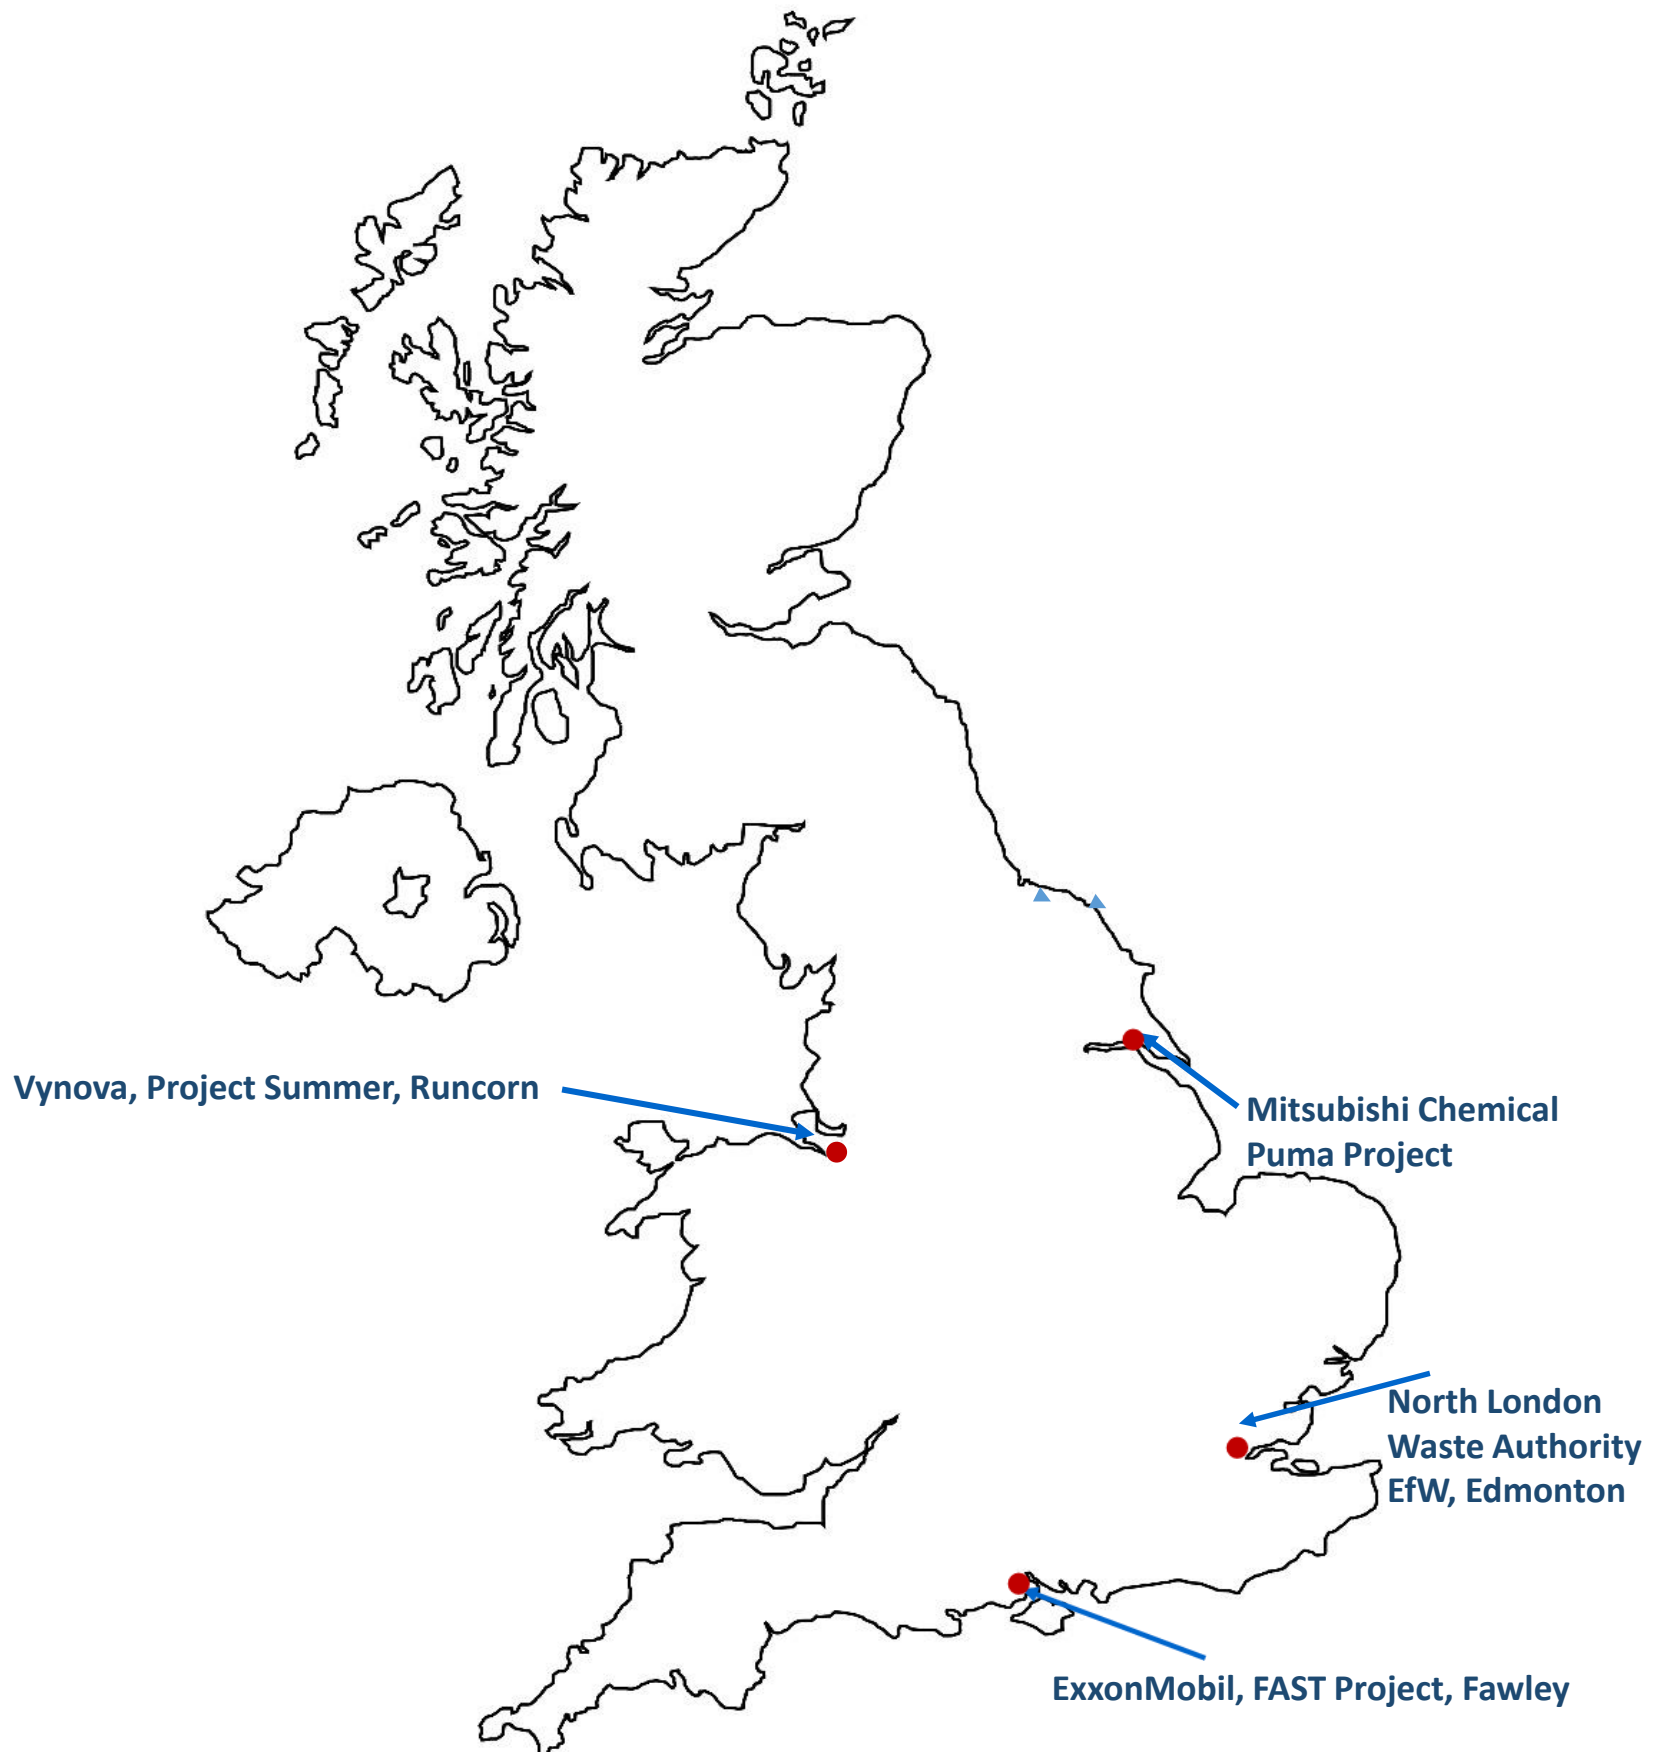 Vynova, Project Summer, Runcorn
Mitsubishi Chemical
Puma Project
North London
Waste Authority
EfW, Edmonton
ExxonMobil, FAST Project, Fawley